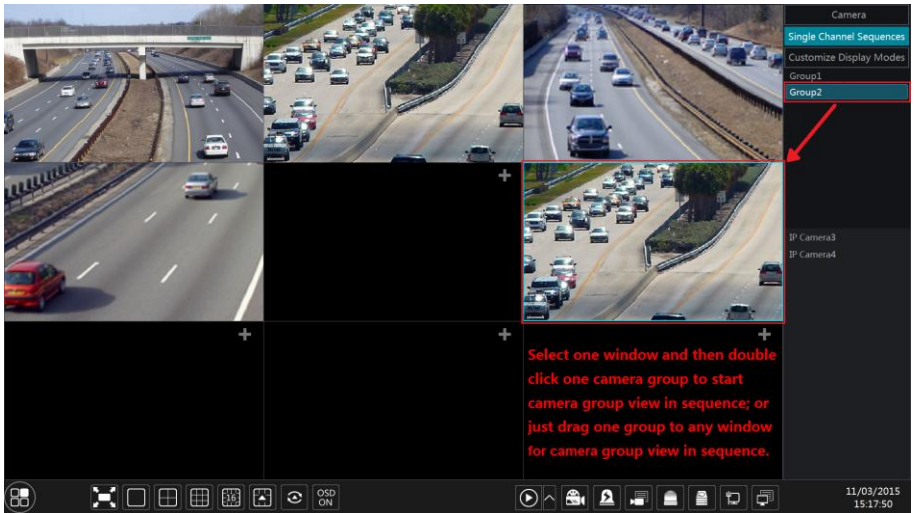 Camera
Single Channel Sequences
Customize Display Modes
Group1
Group2
IP Camera3
IP Camera4
Select one window and then double
click one camera group to start
camera group view in sequence; or
just drag one group to any window
for camera group view in sequence.
16
OSD
ON
11/03/2015
15:17:50